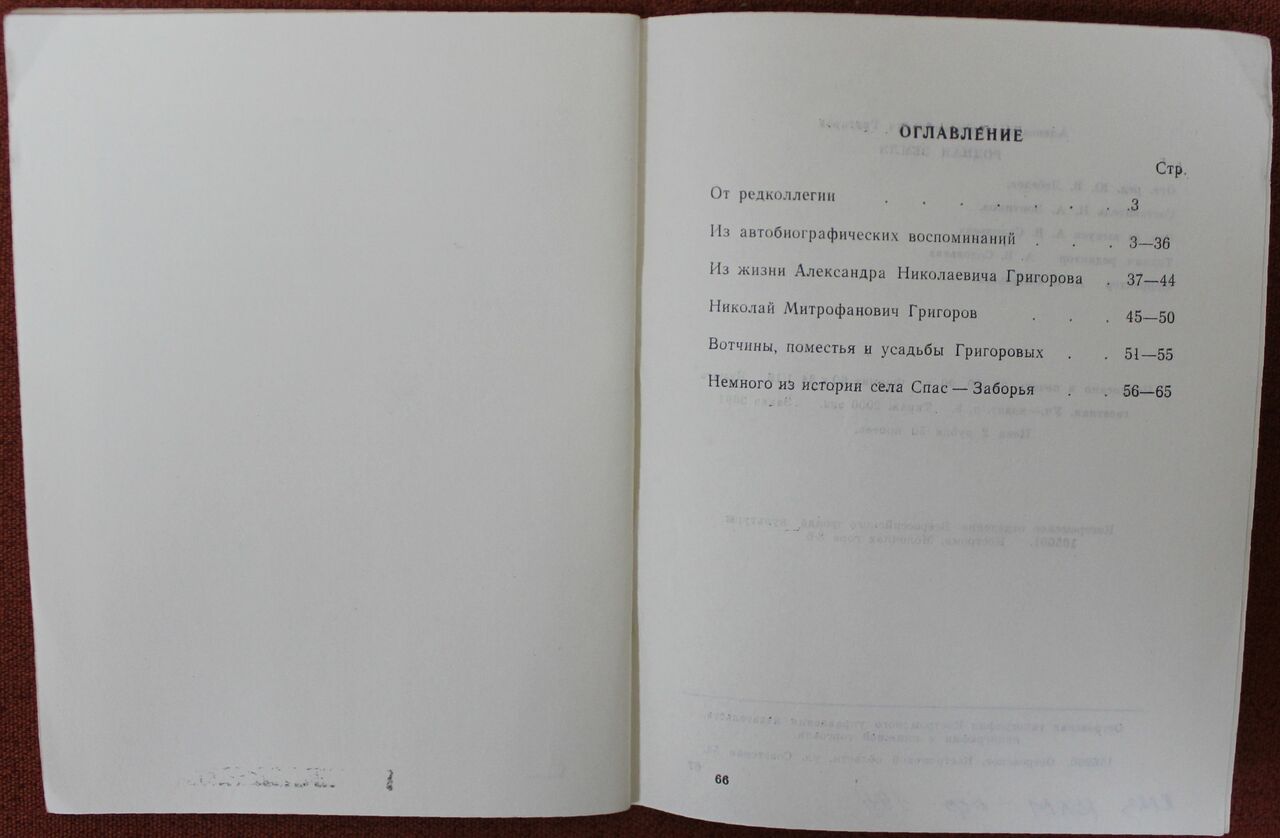 ОГЛАВЛЕНИЕ
Стр.
От редколлегии . . . . . . . 3
Из автобиографических воспоминаний . . . 3—36
Из жизни Александра Николаевича Григорова . 37—44
Николай Митрофанович Григоров . . . 45—50
Вотчины, поместья и усадьбы Григоровых . . 51—55
Немного из истории села Спас — Заборья . . 56—65
66